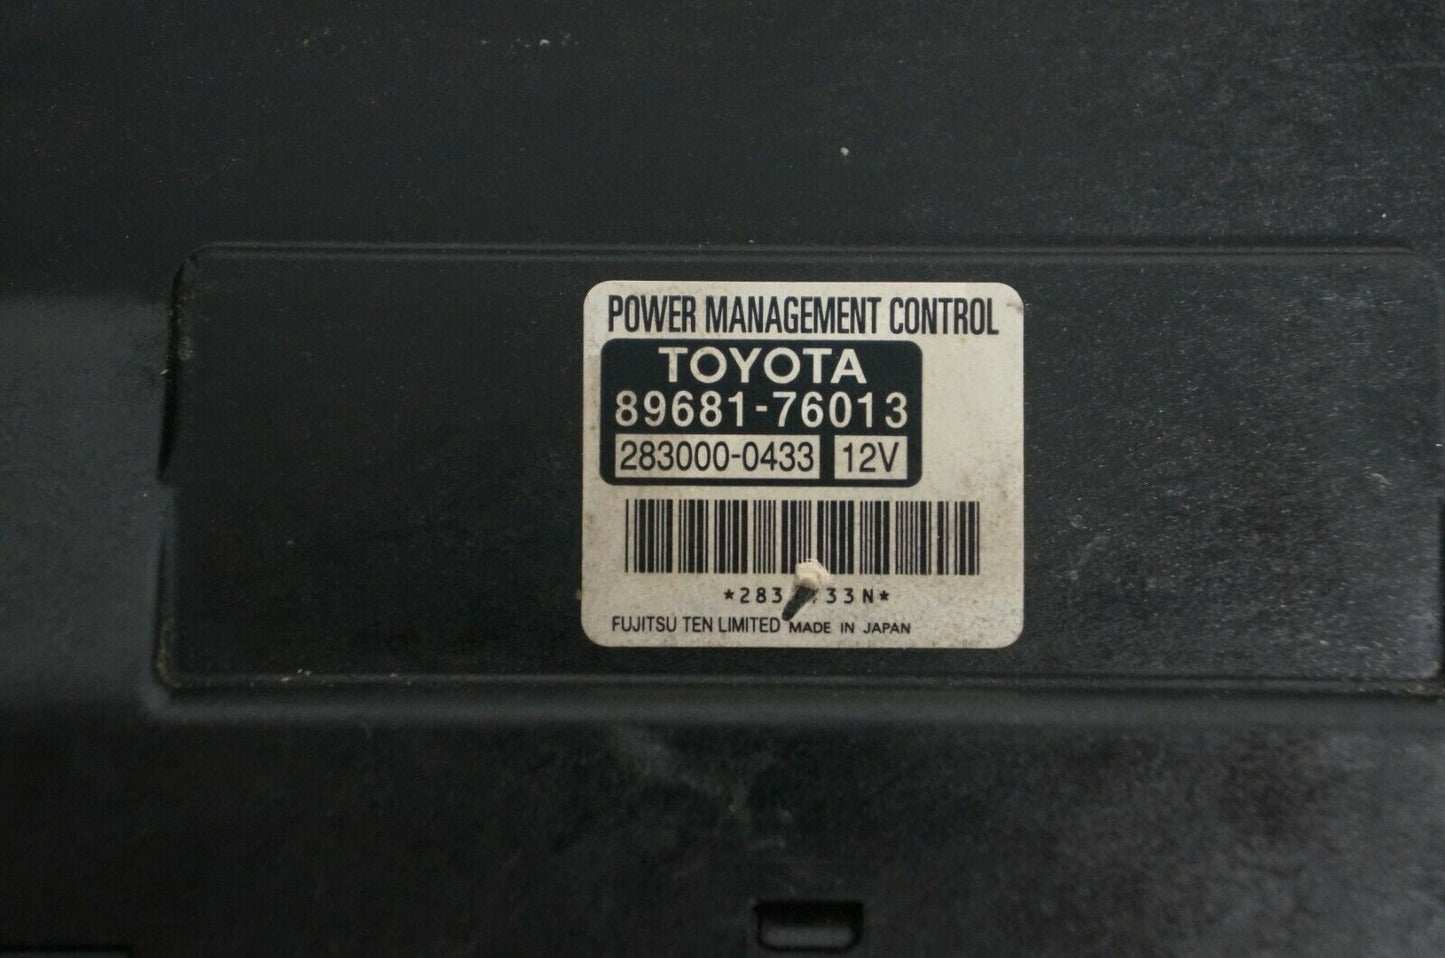 POWER MANAGEMENT CONTROL
TOYOTA
89681-76013
283000-0433 12V
FUJITSU TEN LIMITED MADE IN JAPAN